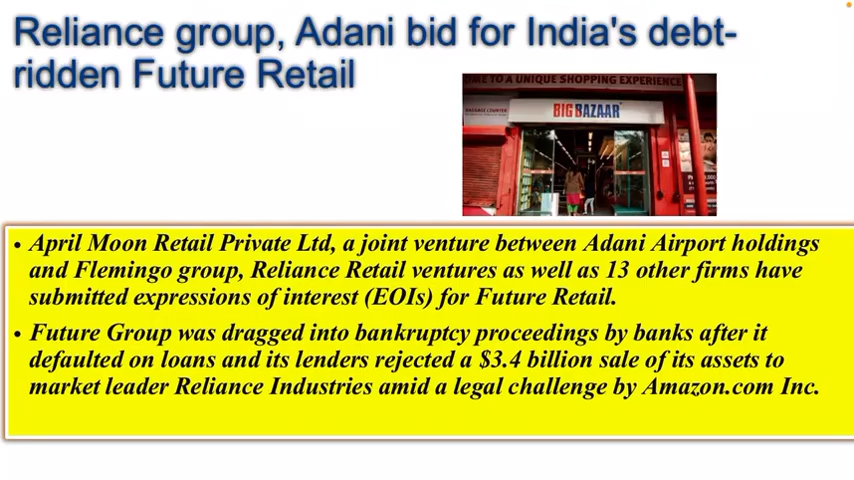 Reliance group, Adani bid for India's debt-
ridden Future Retail
TO A UNIQUE SHOPPING EXPERIENCE
BIG BAZAAR
• April Moon Retail Private Ltd, a joint venture between Adani Airport holdings
and Flemingo group, Reliance Retail ventures as well as 13 other firms have
submitted expressions of interest (EOIs) for Future Retail.
• Future Group was dragged into bankruptcy proceedings by banks after it
defaulted on loans and its lenders rejected a $3.4 billion sale of its assets to
market leader Reliance Industries amid a legal challenge by Amazon.com Inc.